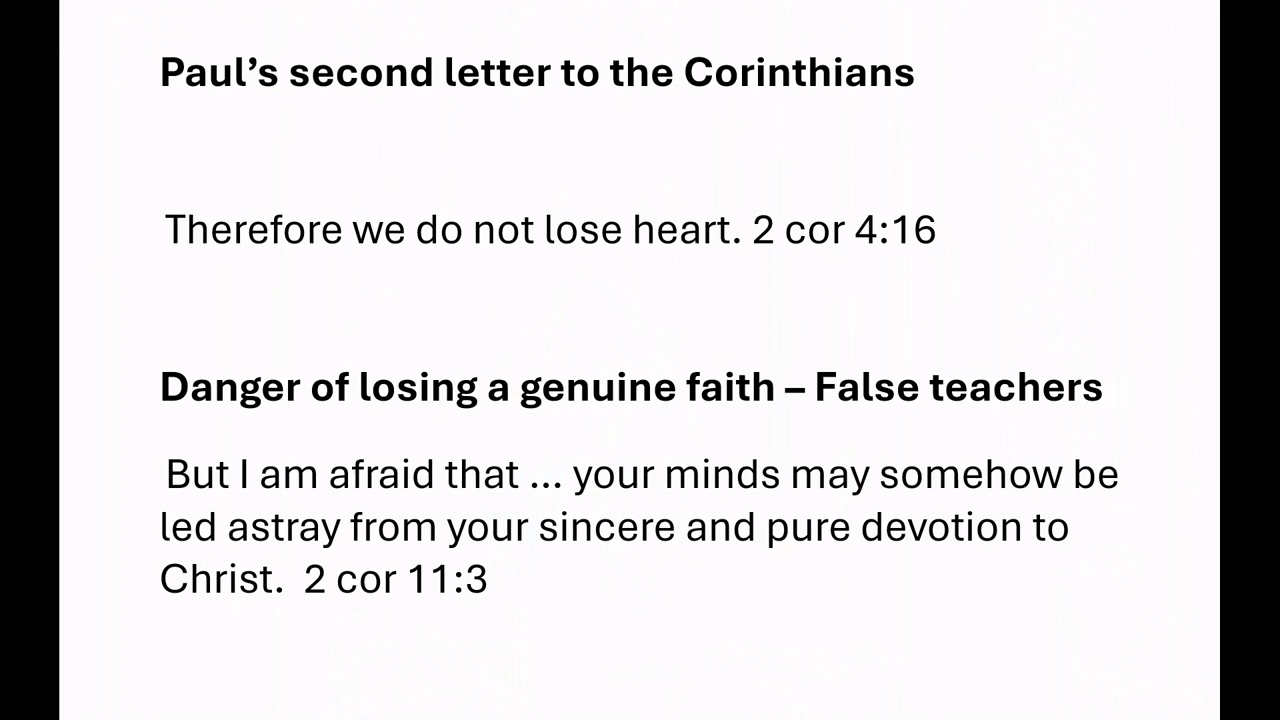 Paul’s second letter to the Corinthians
Therefore we do not lose heart. 2 cor 4:16
Danger of losing a genuine faith – False teachers
But I am afraid that ... your minds may somehow be
led astray from your sincere and pure devotion to
Christ.  2 cor 11:3